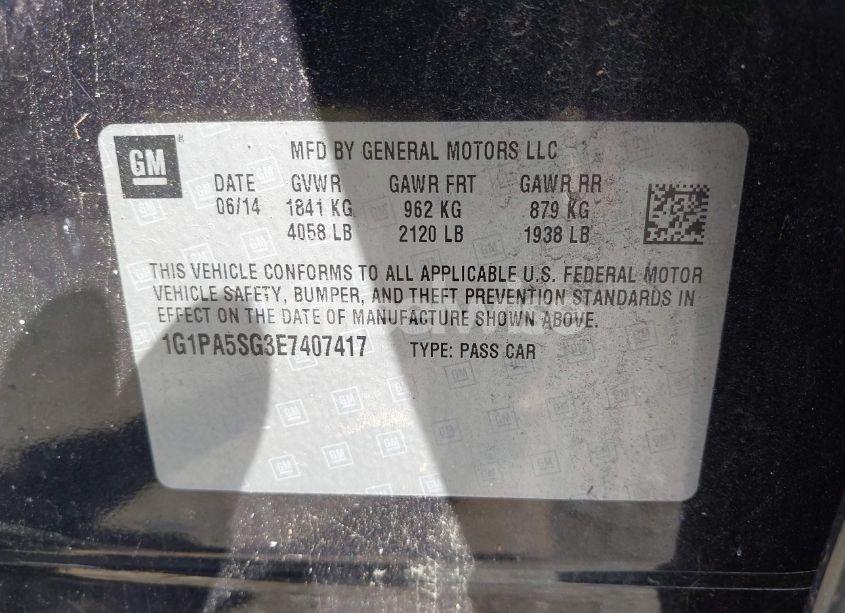 GM
MFD BY GENERAL MOTORS LLC
DATE GVWR GAWR FRT GAWR RR
06/14 1841 KG 962 KG 879 KG
4058 LB 2120 LB 1938 LB
THIS VEHICLE CONFORMS TO ALL APPLICABLE U.S. FEDERAL MOTOR
VEHICLE SAFETY, BUMPER, AND THEFT PREVENTION STANDARDS IN
EFFECT ON THE DATE OF MANUFACTURE SHOWN ABOVE.
1G1PA5SG3E7407417 TYPE: PASS CAR